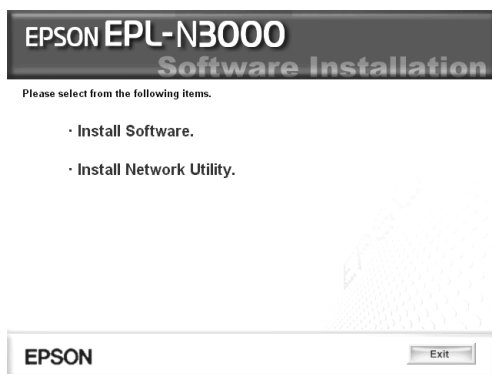 EPSON EPL-N3000
Software Installation
Please select from the following items.
· Install Software.
· Install Network Utility.
EPSON
Exit